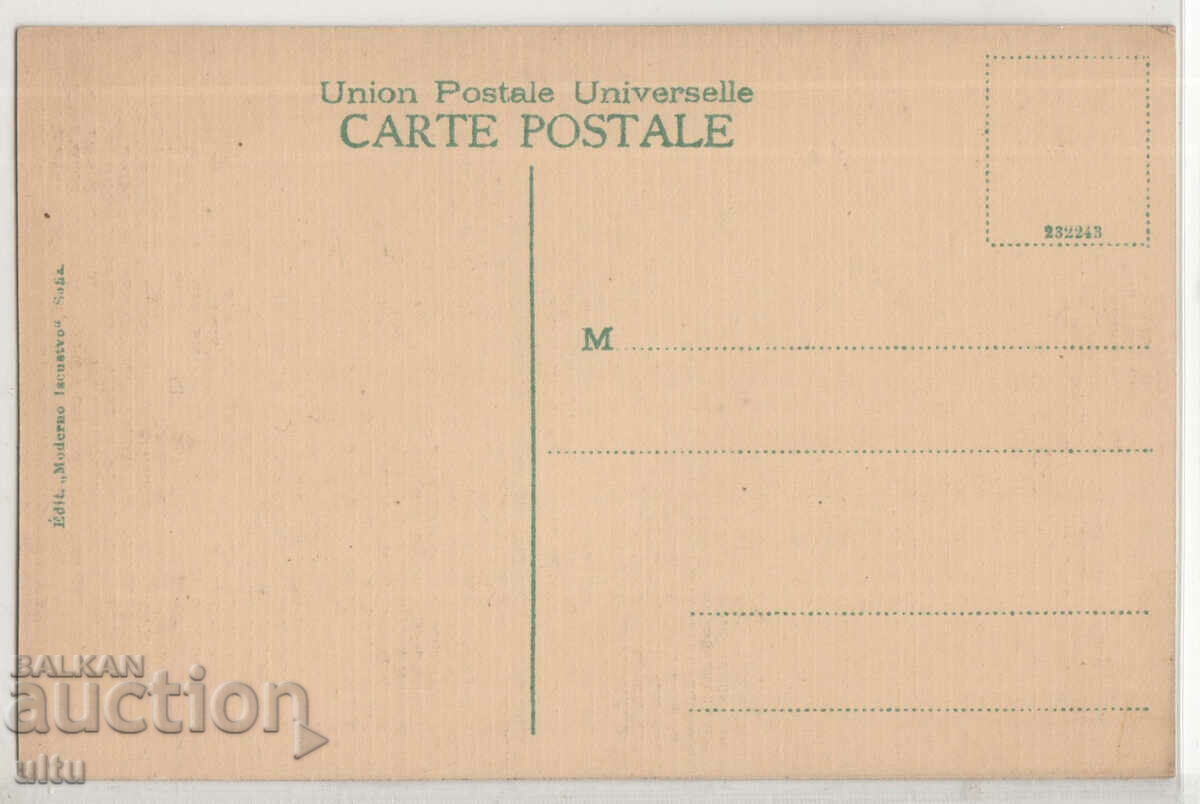 Union Postale Universelle
CARTE POSTALE
232243
M
Édit. „Moderno Iscustvo“, Sofia.
BALKAN
auction
ultu